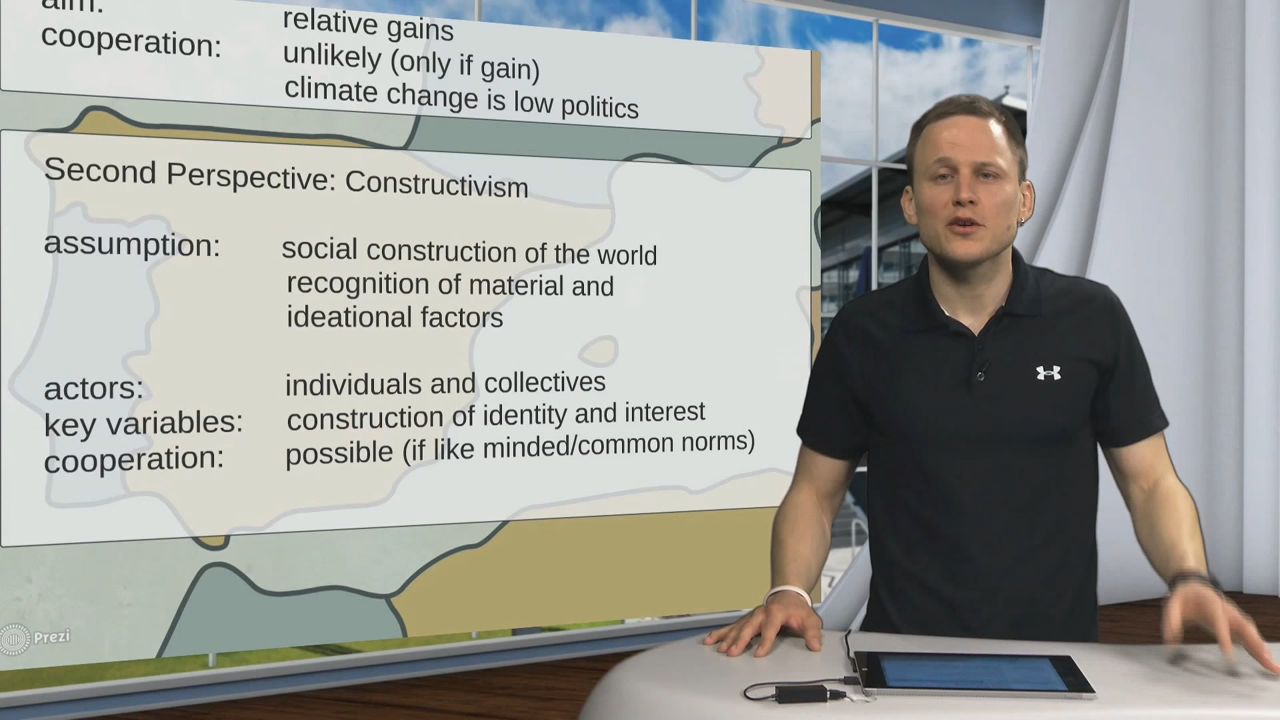 aim: relative gains
cooperation: unlikely (only if gain)
climate change is low politics
Second Perspective: Constructivism
assumption: social construction of the world
recognition of material and
ideational factors
actors: individuals and collectives
key variables: construction of identity and interest
cooperation: possible (if like minded/common norms)
Prezi